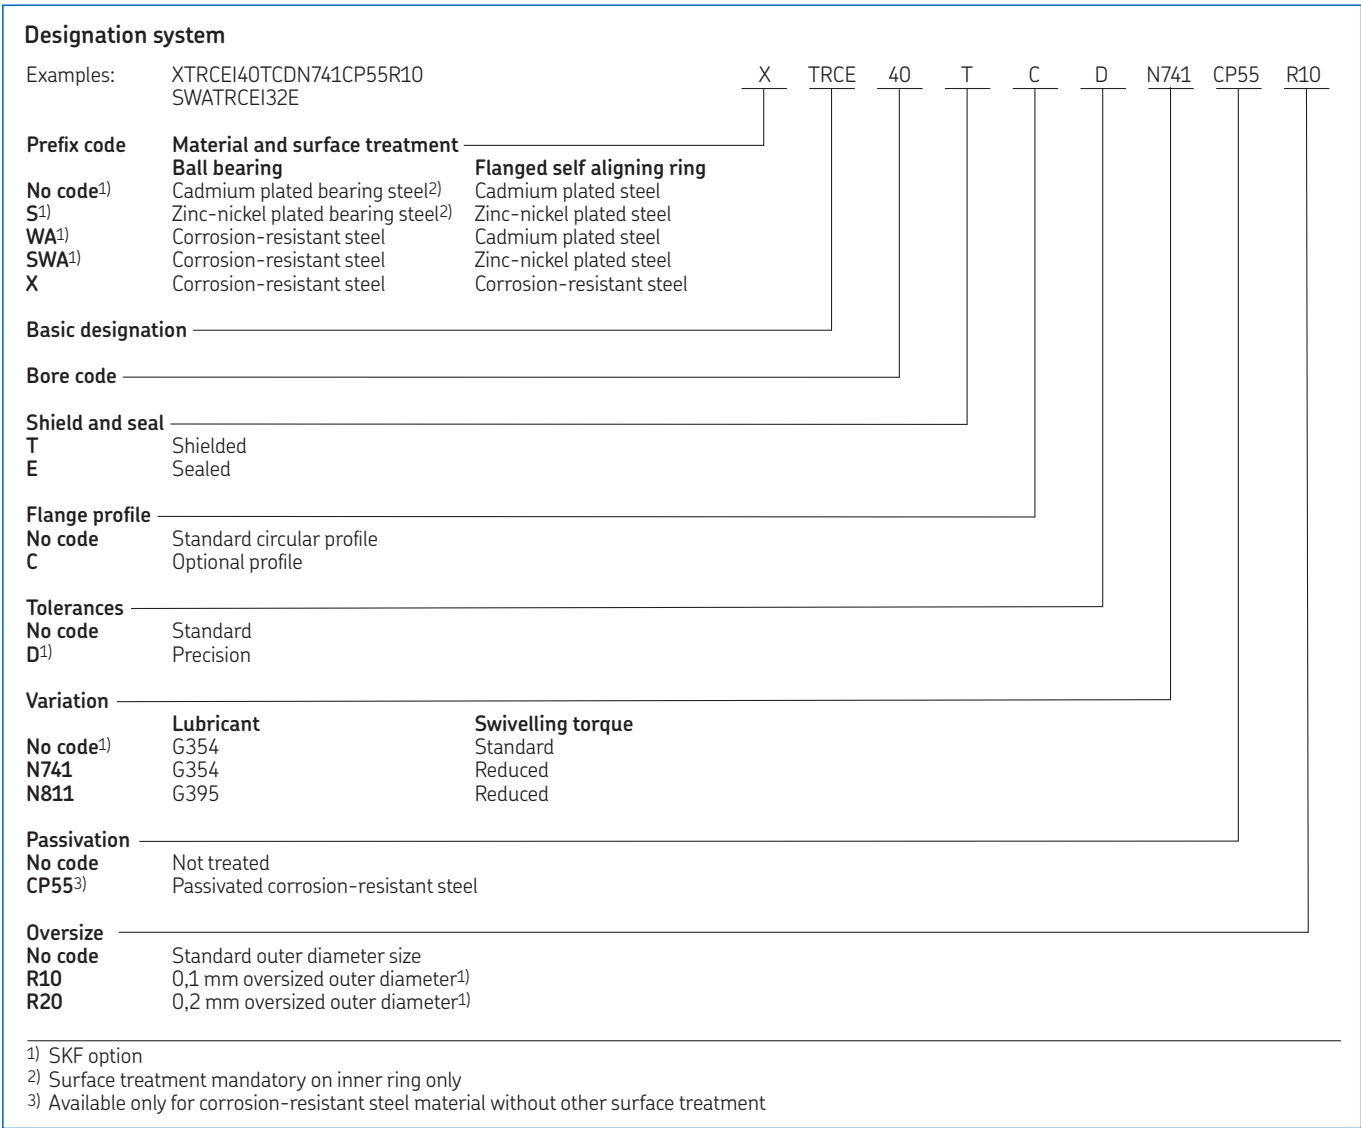 Designation system
Examples: XTRCEI40TCDN741CP55R10 X TRCE 40 T C D N741 CP55 R10
SWATRCEI32E
Prefix code Material and surface treatment
Ball bearing Flanged self aligning ring
No code1) Cadmium plated bearing steel2) Cadmium plated steel
S1) Zinc-nickel plated bearing steel2) Zinc-nickel plated steel
WA1) Corrosion-resistant steel Cadmium plated steel
SWA1) Corrosion-resistant steel Zinc-nickel plated steel
X Corrosion-resistant steel Corrosion-resistant steel
Basic designation
Bore code
Shield and seal
T Shielded
E Sealed
Flange profile
No code Standard circular profile
C Optional profile
Tolerances
No code Standard
D1) Precision
Variation
Lubricant Swivelling torque
No code1) G354 Standard
N741 G354 Reduced
N811 G395 Reduced
Passivation
No code Not treated
CP553) Passivated corrosion-resistant steel
Oversize
No code Standard outer diameter size
R10 0,1 mm oversized outer diameter1)
R20 0,2 mm oversized outer diameter1)
1) SKF option
2) Surface treatment mandatory on inner ring only
3) Available only for corrosion-resistant steel material without other surface treatment